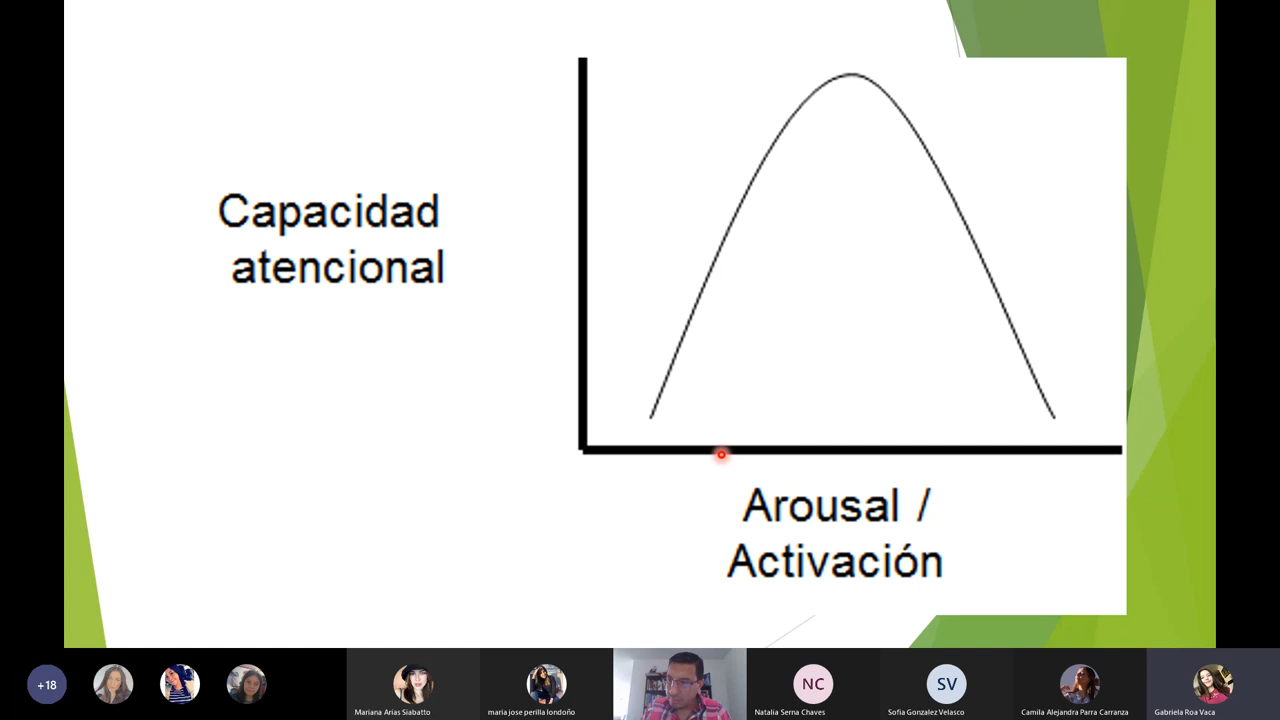 Capacidad
atencional
Arousal /
Activación
+18
Mariana Arias Siabatto
maria jose perilla londoño
NC
Natalia Serna Chaves
SV
Sofia Gonzalez Velasco
Camila Alejandra Parra Carranza
Gabriela Roa Vaca